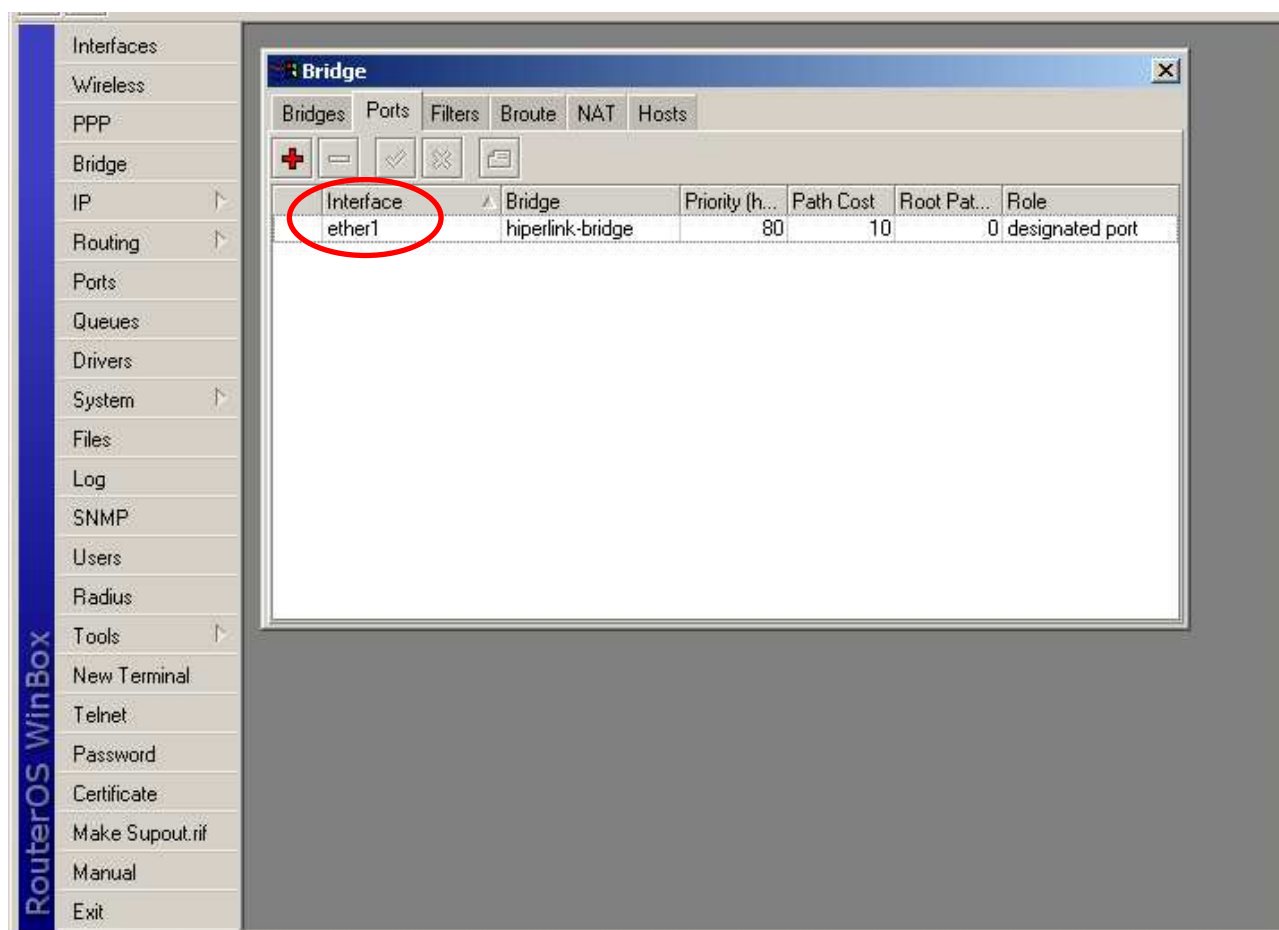 Interfaces
Wireless
PPP
Bridge
IP
Routing
Ports
Queues
Drivers
System
Files
Log
SNMP
Users
Radius
Tools
New Terminal
Telnet
Password
Certificate
Make Supout.rif
Manual
Exit
RouterOS WinBox
Bridge
Bridges Ports Filters Broute NAT Hosts
Interface Bridge Priority (h... Path Cost Root Pat... Role
ether1 hiperlink-bridge 80 10 0 designated port